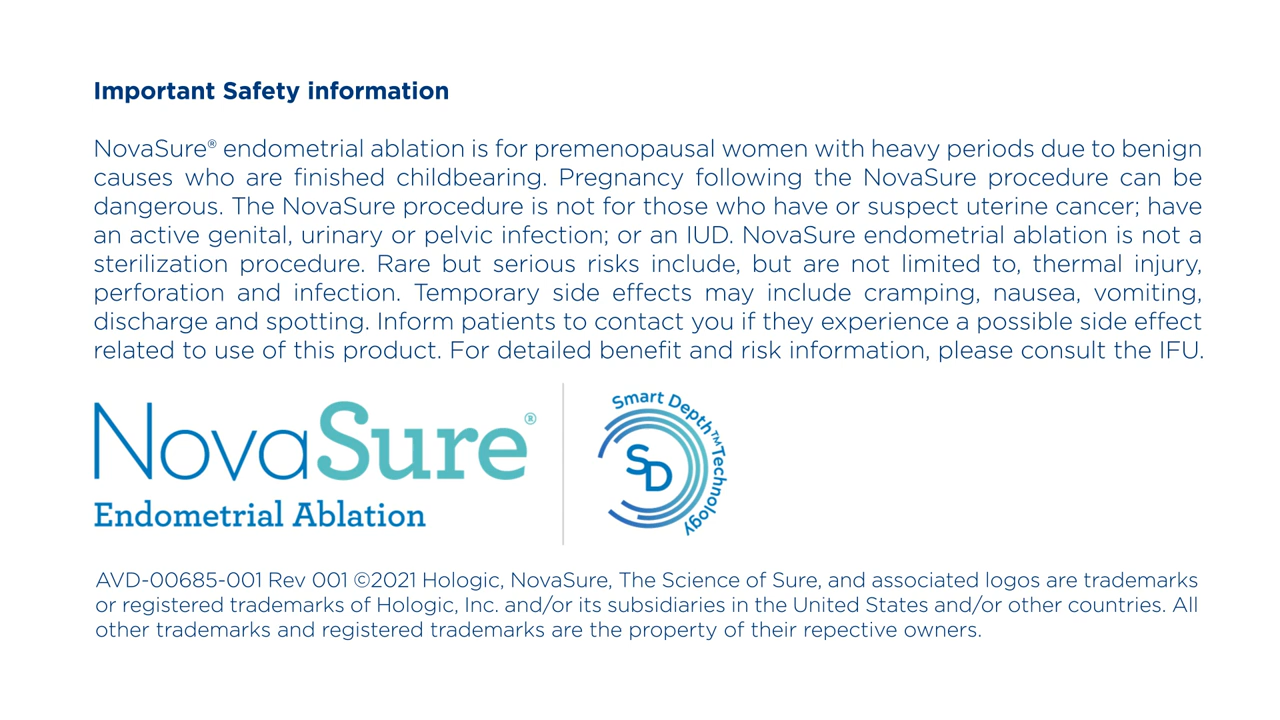 Important Safety information
NovaSure® endometrial ablation is for premenopausal women with heavy periods due to benign
causes who are finished childbearing. Pregnancy following the NovaSure procedure can be
dangerous. The NovaSure procedure is not for those who have or suspect uterine cancer; have
an active genital, urinary or pelvic infection; or an IUD. NovaSure endometrial ablation is not a
sterilization procedure. Rare but serious risks include, but are not limited to, thermal injury,
perforation and infection. Temporary side effects may include cramping, nausea, vomiting,
discharge and spotting. Inform patients to contact you if they experience a possible side effect
related to use of this product. For detailed benefit and risk information, please consult the IFU.
NovaSure®
Endometrial Ablation
Smart Depth™ Technology
SD
AVD-00685-001 Rev 001 ©2021 Hologic, NovaSure, The Science of Sure, and associated logos are trademarks
or registered trademarks of Hologic, Inc. and/or its subsidiaries in the United States and/or other countries. All
other trademarks and registered trademarks are the property of their repective owners.